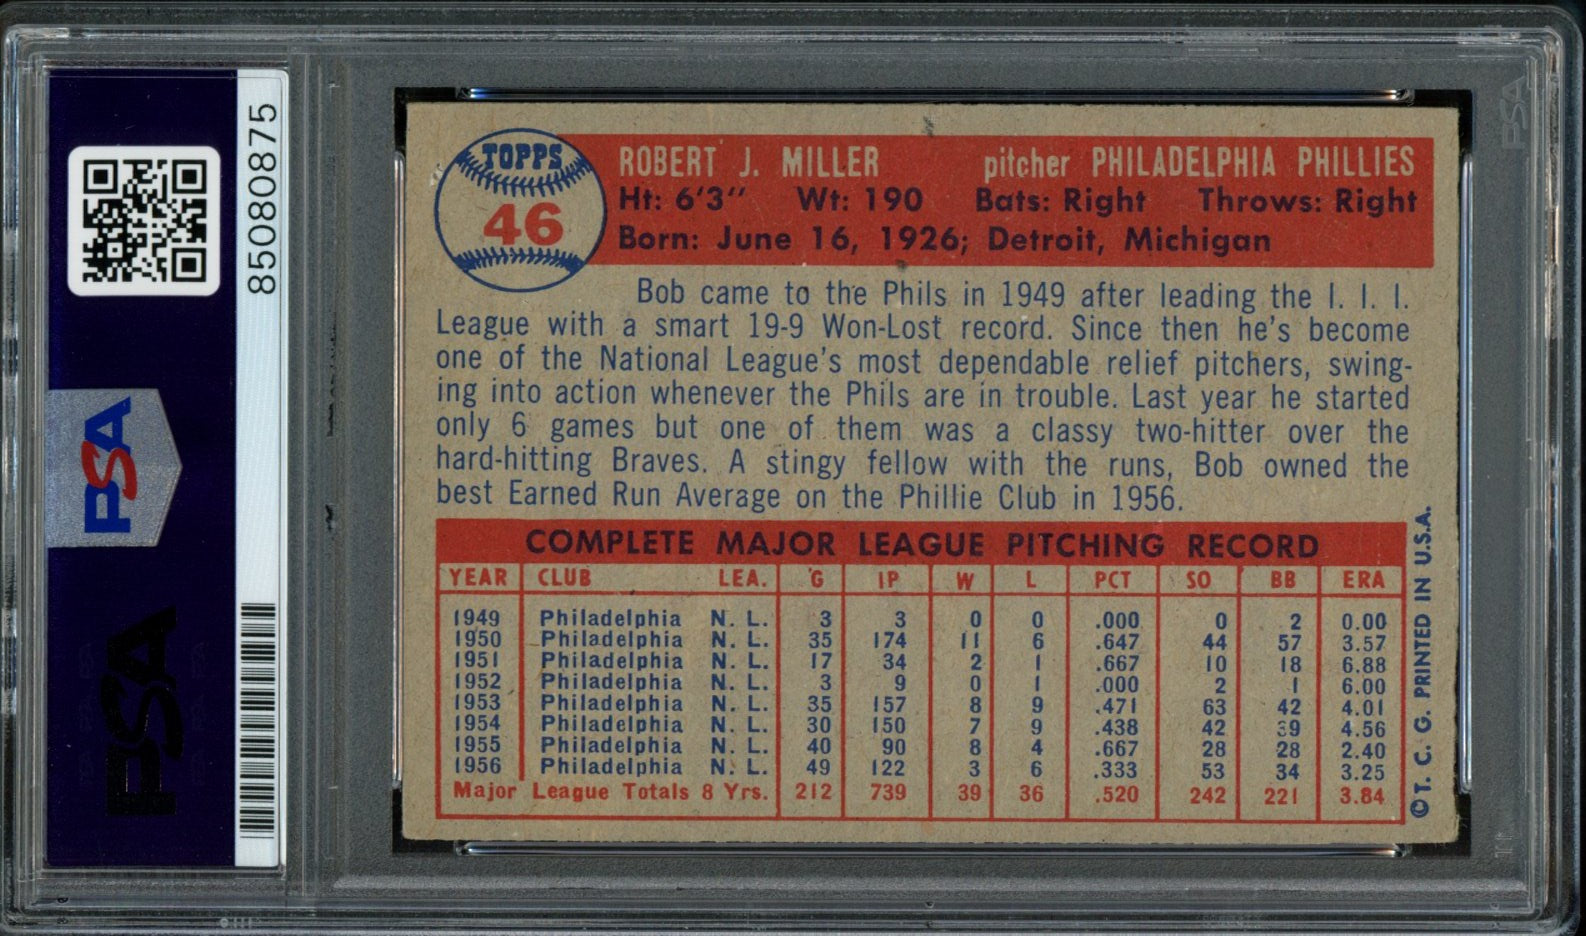 85080875
PSA
PSA
PSA
TOPPS
46
ROBERT J. MILLER pitcher PHILADELPHIA PHILLIES
Ht: 6'3" Wt: 190 Bats: Right Throws: Right
Born: June 16, 1926; Detroit, Michigan
Bob came to the Phils in 1949 after leading the I. I. I.
League with a smart 19-9 Won-Lost record. Since then he's become
one of the National League's most dependable relief pitchers, swing-
ing into action whenever the Phils are in trouble. Last year he started
only 6 games but one of them was a classy two-hitter over the
hard-hitting Braves. A stingy fellow with the runs, Bob owned the
best Earned Run Average on the Phillie Club in 1956.
COMPLETE MAJOR LEAGUE PITCHING RECORD
YEAR CLUB LEA. G IP W L PCT SO BB ERA
1949 Philadelphia N. L. 3 3 0 0 .000 0 2 0.00
1950 Philadelphia N. L. 35 174 11 6 .647 44 57 3.57
1951 Philadelphia N. L. 17 34 2 1 .667 10 18 6.88
1952 Philadelphia N. L. 3 9 0 1 .000 2 1 6.00
1953 Philadelphia N. L. 35 157 8 9 .471 63 42 4.01
1954 Philadelphia N. L. 30 150 7 9 .438 42 39 4.56
1955 Philadelphia N. L. 40 90 8 4 .667 28 28 2.40
1956 Philadelphia N. L. 49 122 3 6 .333 53 34 3.25
Major League Totals 8 Yrs. 212 739 39 36 .520 242 221 3.84
©T. C. G. PRINTED IN U.S.A.